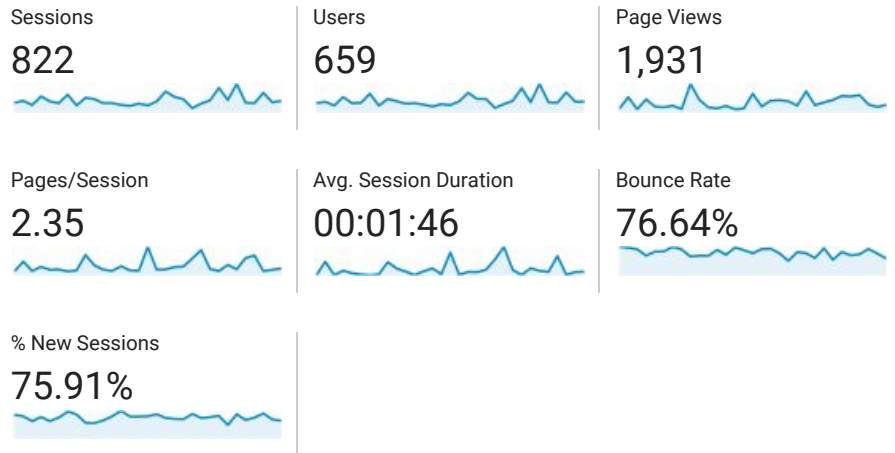 Sessions
822
Users
659
Page Views
1,931
Pages/Session
2.35
Avg. Session Duration
00:01:46
Bounce Rate
76.64%
% New Sessions
75.91%